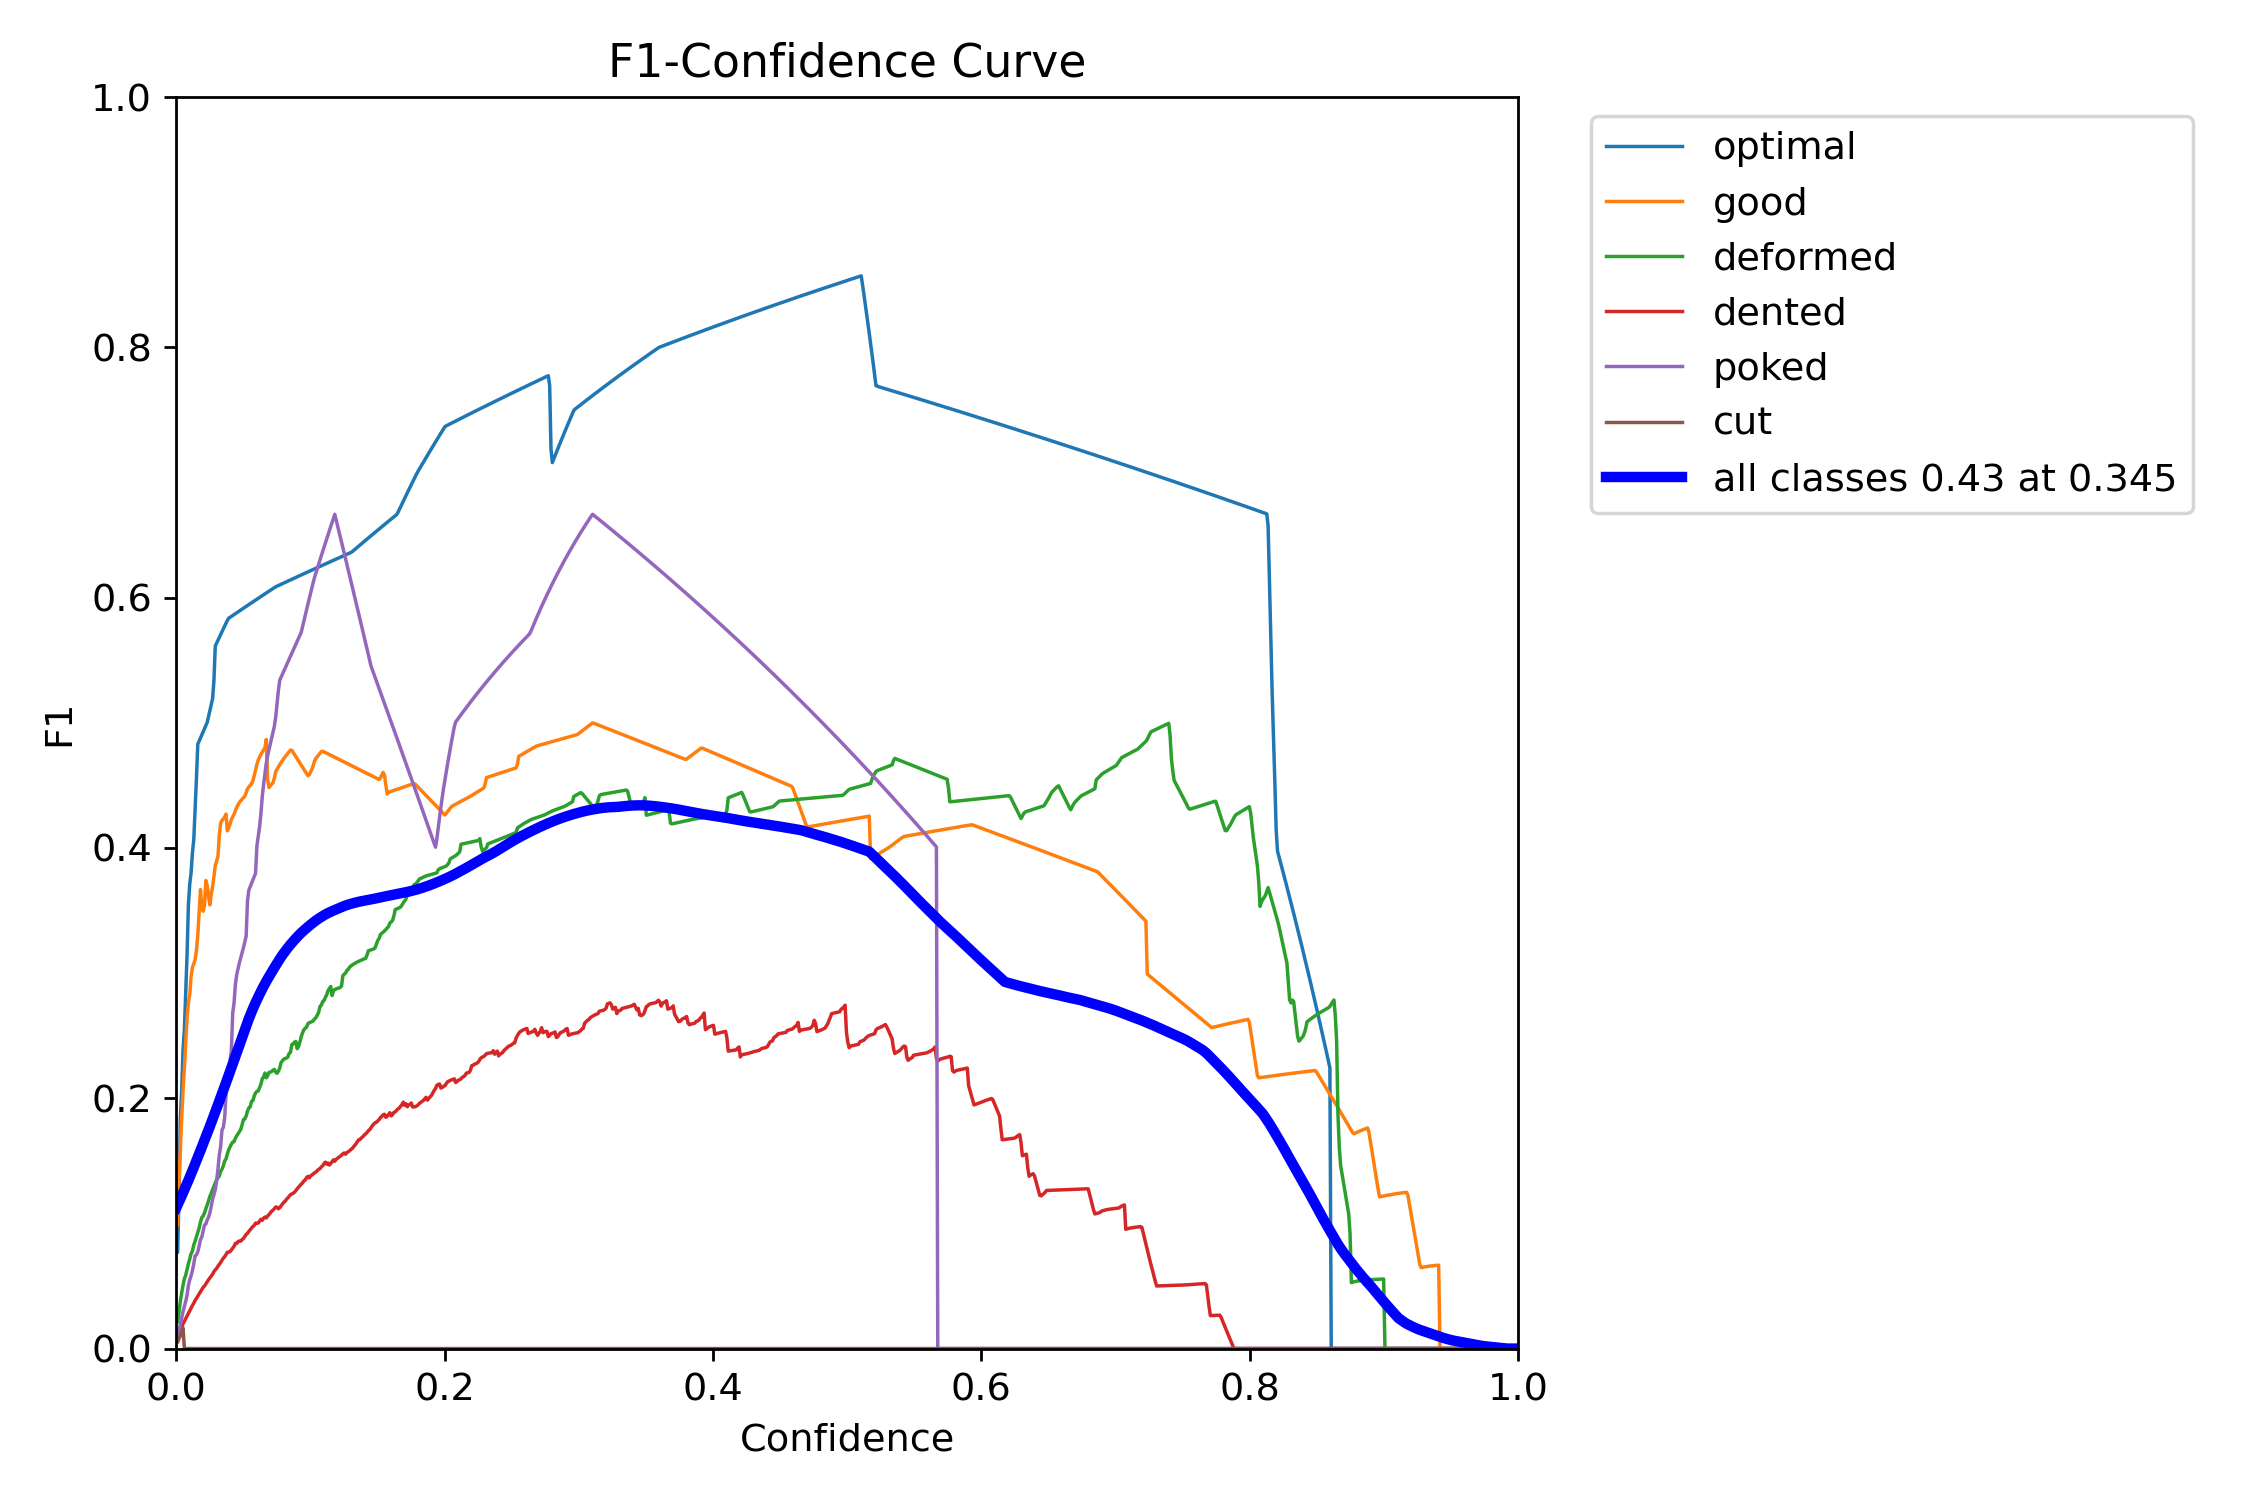 F1-Confidence Curve
1.0
0.8
0.6
0.4
0.2
0.0
F1
0.0 0.2 0.4 0.6 0.8 1.0
Confidence
optimal
good
deformed
dented
poked
cut
all classes 0.43 at 0.345